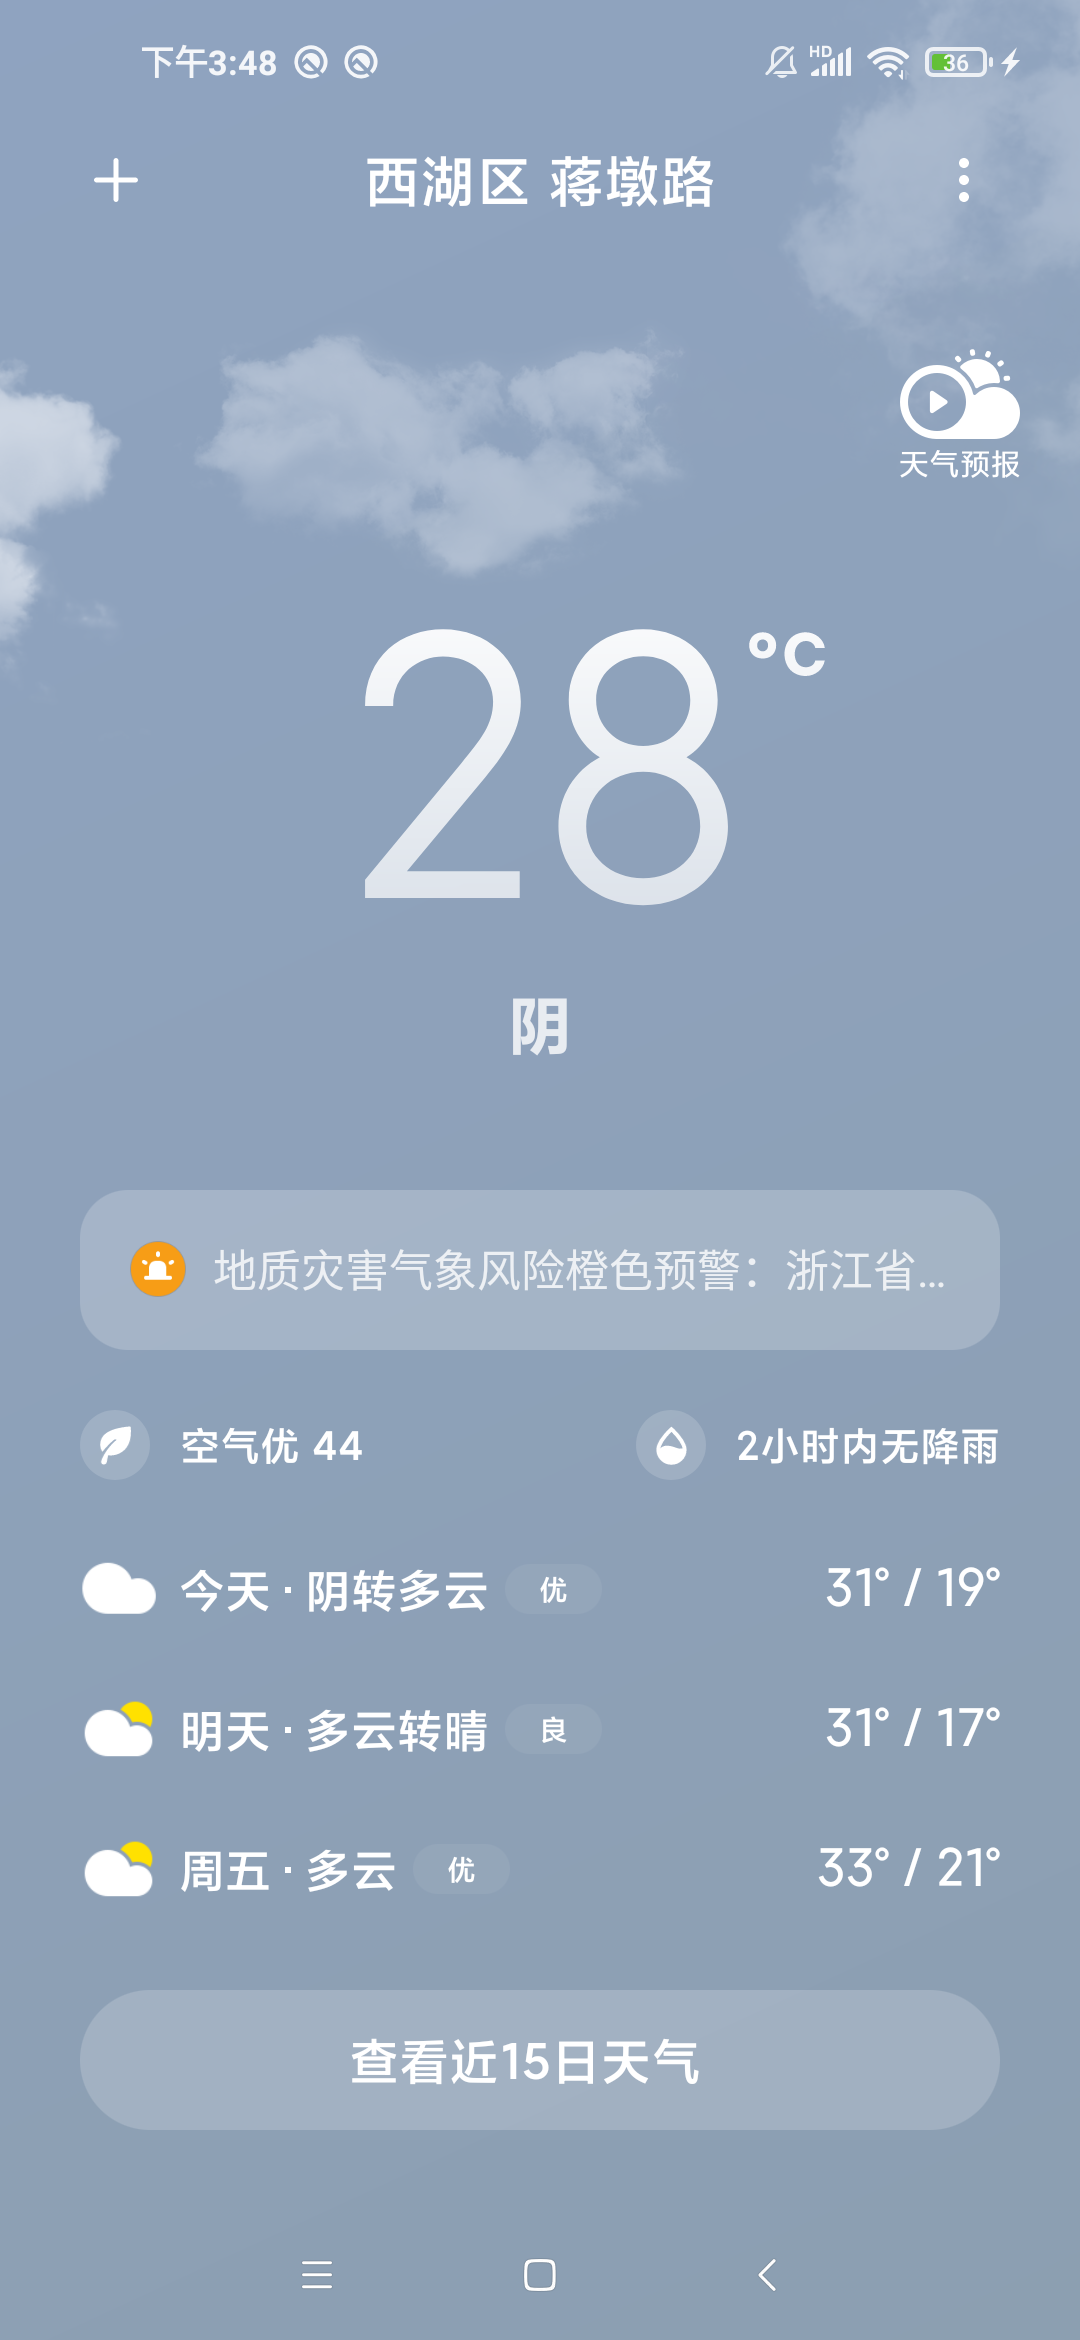 下午3:48
HD
36
西湖区 蒋墩路
天气预报
28°C
阴
地质灾害气象风险橙色预警：浙江省...
空气优 44
2小时内无降雨
今天 · 阴转多云 优 31° / 19°
明天 · 多云转晴 良 31° / 17°
周五 · 多云 优 33° / 21°
查看近15日天气